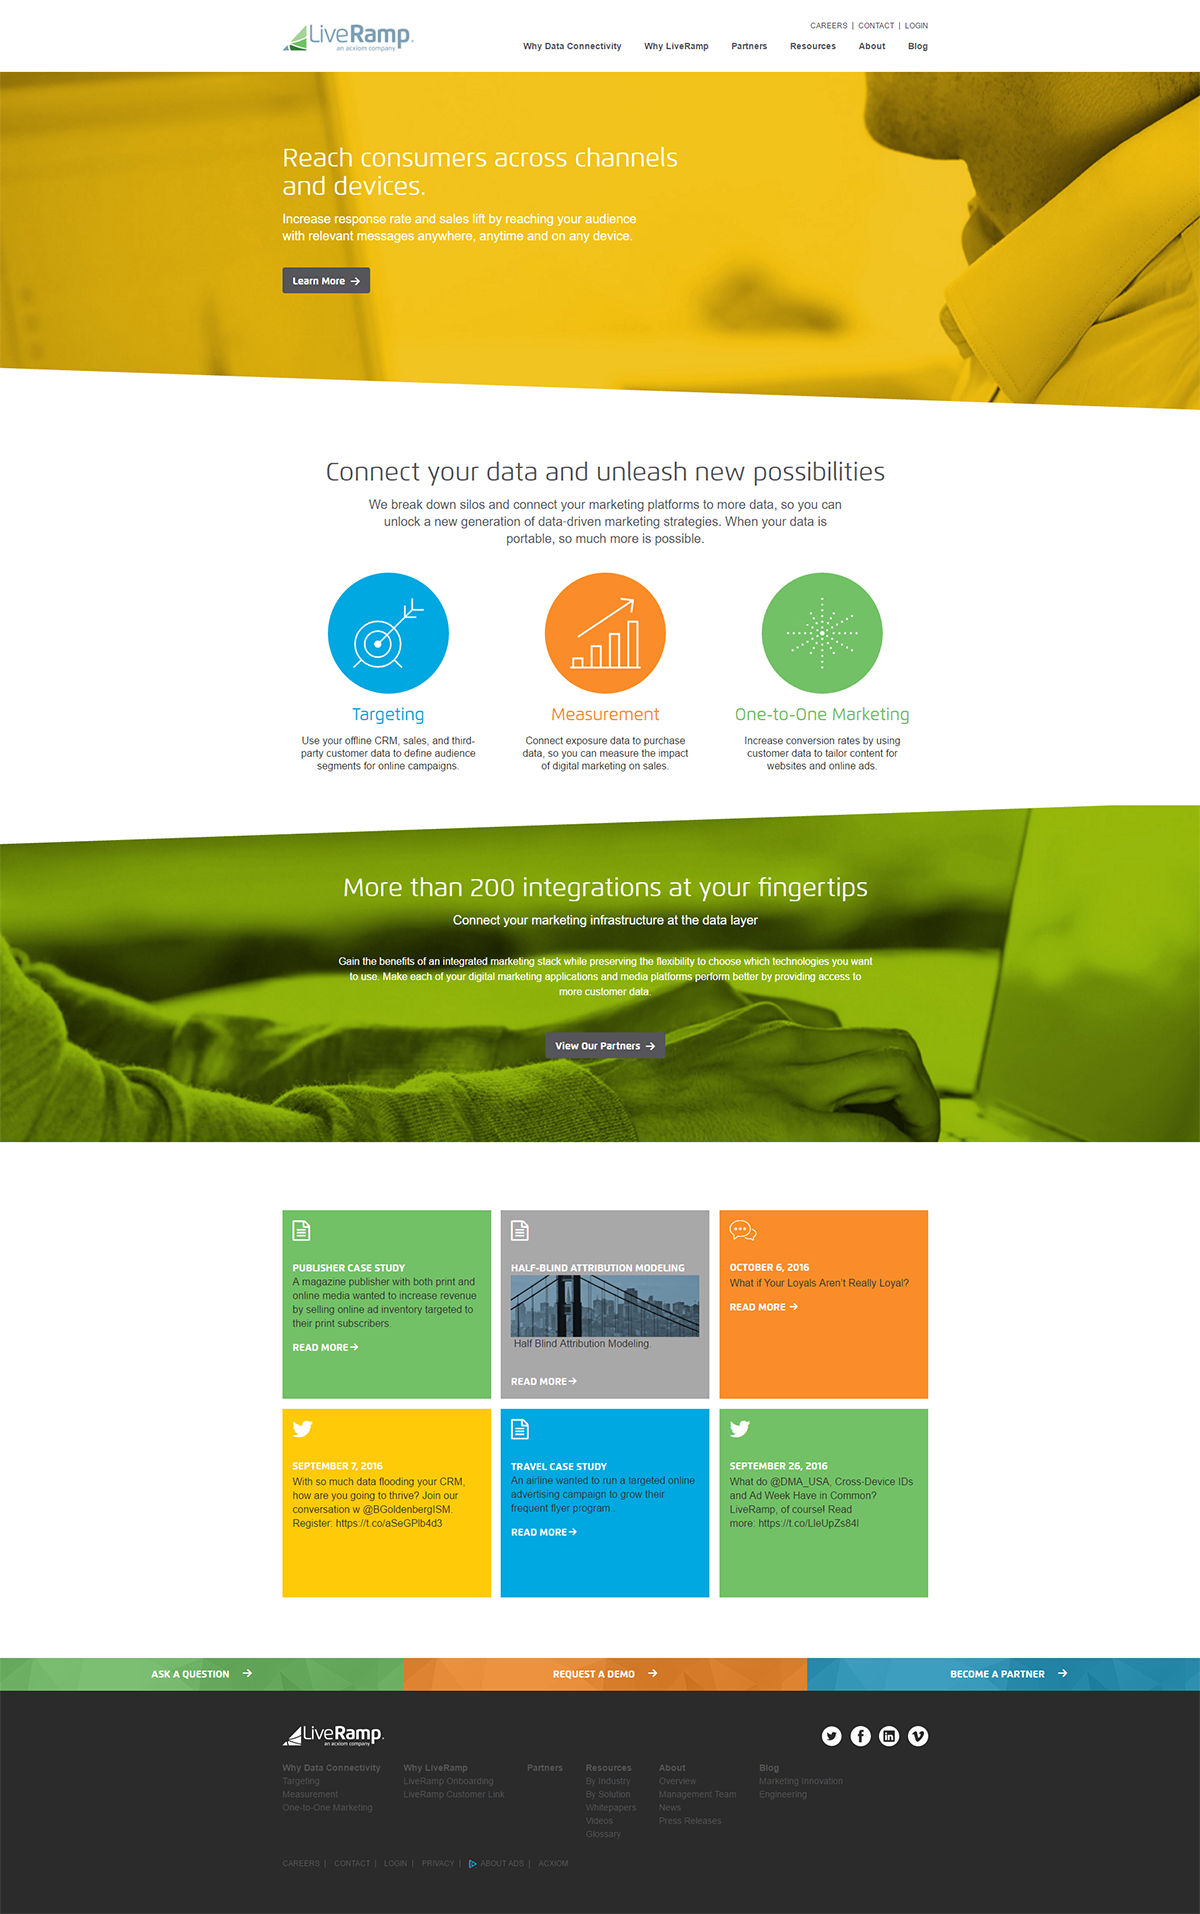 LiveRamp.
an acxiom company
CAREERS | CONTACT | LOGIN
Why Data Connectivity Why LiveRamp Partners Resources About Blog
Reach consumers across channels
and devices.
Increase response rate and sales lift by reaching your audience
with relevant messages anywhere, anytime and on any device.
Learn More →
Connect your data and unleash new possibilities
We break down silos and connect your marketing platforms to more data, so you can
unlock a new generation of data-driven marketing strategies. When your data is
portable, so much more is possible.
Targeting
Use your offline CRM, sales, and third-
party customer data to define audience
segments for online campaigns.
Measurement
Connect exposure data to purchase
data, so you can measure the impact
of digital marketing on sales.
One-to-One Marketing
Increase conversion rates by using
customer data to tailor content for
websites and online ads.
More than 200 integrations at your fingertips
Connect your marketing infrastructure at the data layer
Gain the benefits of an integrated marketing stack while preserving the flexibility to choose which technologies you want
to use. Make each of your digital marketing applications and media platforms perform better by providing access to
more customer data.
View Our Partners →
PUBLISHER CASE STUDY
A magazine publisher with both print and
online media wanted to increase revenue
by selling online ad inventory targeted to
their print subscribers.
READ MORE →
HALF-BLIND ATTRIBUTION MODELING
Half Blind Attribution Modeling.
READ MORE →
OCTOBER 6, 2016
What if Your Loyals Aren't Really Loyal?
READ MORE →
SEPTEMBER 7, 2016
With so much data flooding your CRM,
how are you going to thrive? Join our
conversation w @BGoldenbergISM.
Register: https://t.co/aSeGPlb4d3
TRAVEL CASE STUDY
An airline wanted to run a targeted online
advertising campaign to grow their
frequent flyer program..
READ MORE →
SEPTEMBER 26, 2016
What do @DMA_USA, Cross-Device IDs
and Ad Week Have in Common?
LiveRamp, of course! Read
more: https://t.co/LleUpZs84l
ASK A QUESTION →
REQUEST A DEMO →
BECOME A PARTNER →
LiveRamp.
an acxiom company
Why Data Connectivity
Targeting
Measurement
One-to-One Marketing
Why LiveRamp
LiveRamp Onboarding
LiveRamp Customer Link
Partners
Resources
By Industry
By Solution
Whitepapers
Videos
Glossary
About
Overview
Management Team
News
Press Releases
Blog
Marketing Innovation
Engineering
CAREERS | CONTACT | LOGIN | PRIVACY | ABOUT ADS | ACXIOM